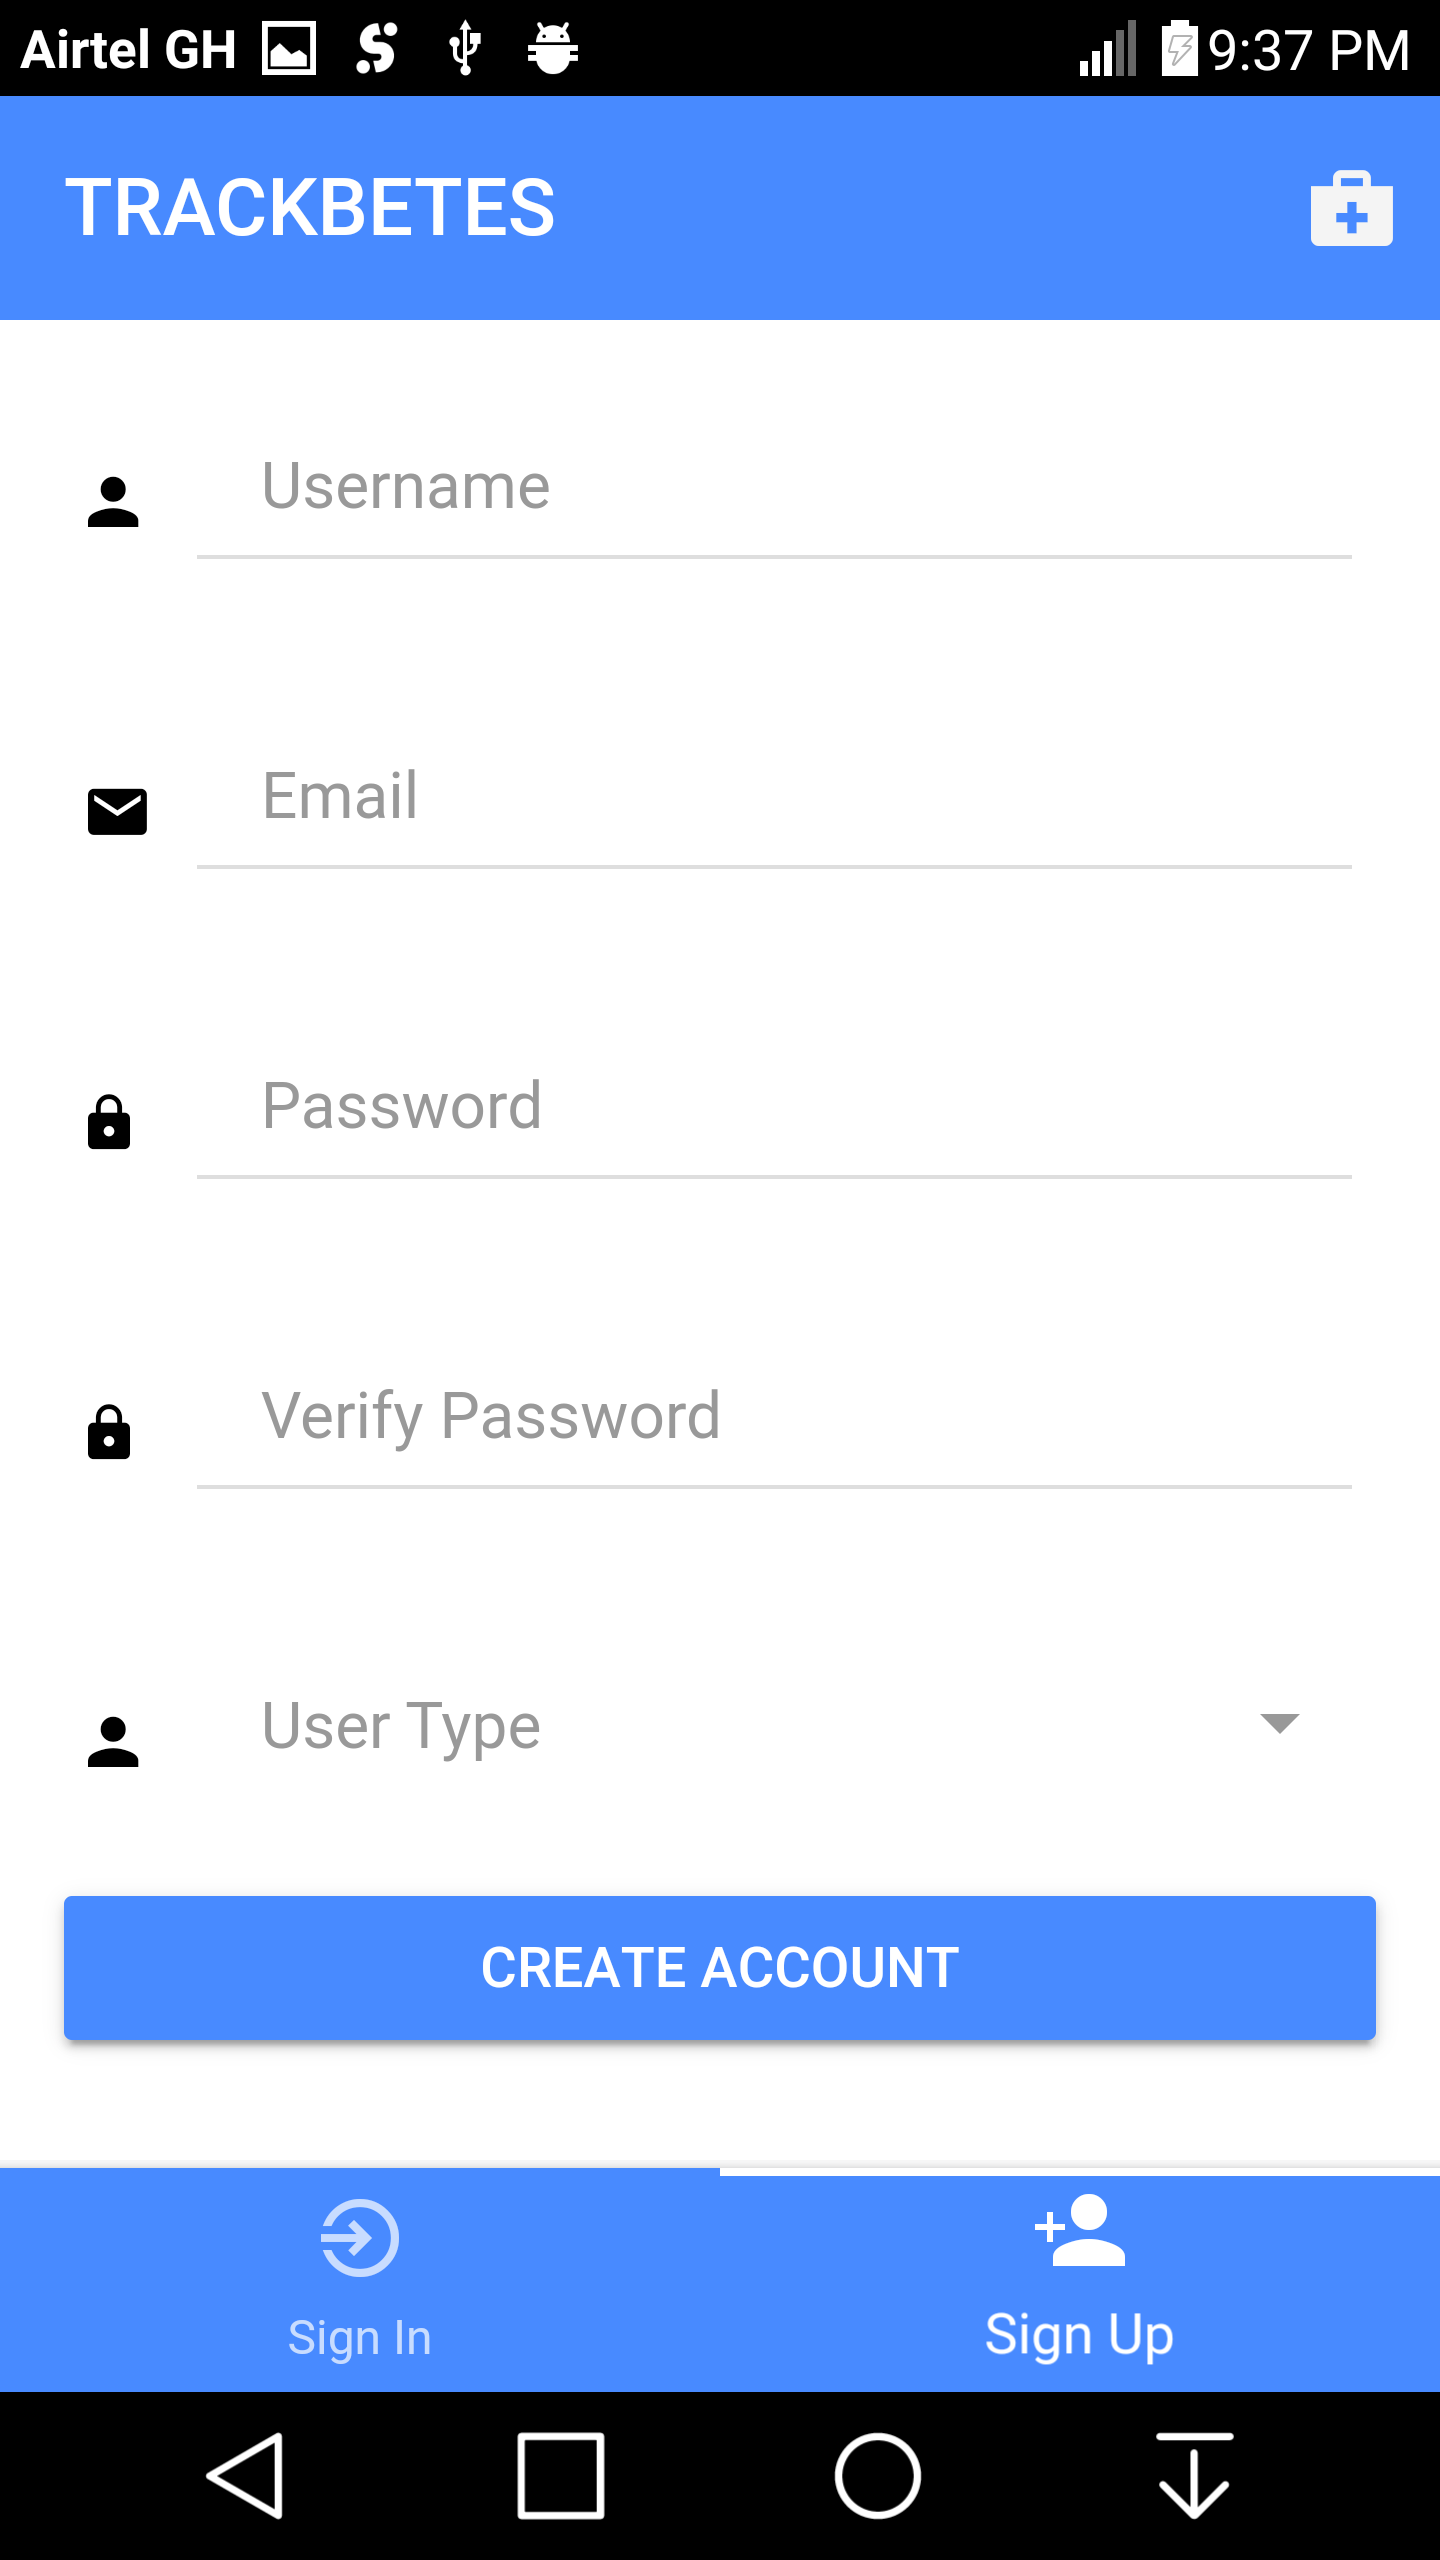 Airtel GH 9:37 PM
TRACKBETES
Username
Email
Password
Verify Password
User Type
CREATE ACCOUNT
Sign In Sign Up